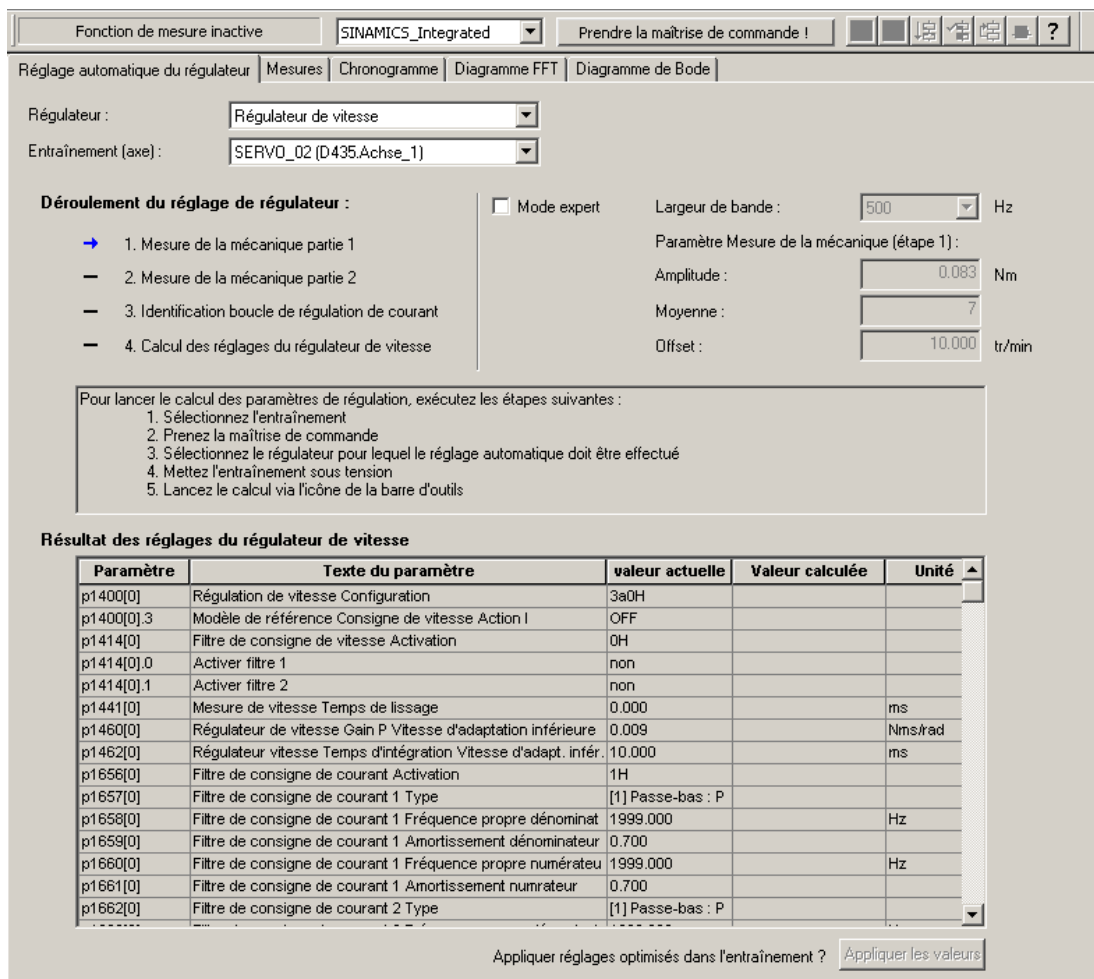 Fonction de mesure inactive SINAMICS_Integrated Prendre la maîtrise de commande ! ?
Réglage automatique du régulateur Mesures Chronogramme Diagramme FFT Diagramme de Bode
Régulateur : Régulateur de vitesse
Entraînement (axe) : SERVO_02 (D435.Achse_1)
Déroulement du réglage de régulateur : Mode expert Largeur de bande : 500 Hz
1. Mesure de la mécanique partie 1 Paramètre Mesure de la mécanique (étape 1) :
2. Mesure de la mécanique partie 2 Amplitude : 0.083 Nm
3. Identification boucle de régulation de courant Moyenne : 7
4. Calcul des réglages du régulateur de vitesse Offset : 10.000 tr/min
Pour lancer le calcul des paramètres de régulation, exécutez les étapes suivantes :
1. Sélectionnez l'entraînement
2. Prenez la maîtrise de commande
3. Sélectionnez le régulateur pour lequel le réglage automatique doit être effectué
4. Mettez l'entraînement sous tension
5. Lancez le calcul via l'icône de la barre d'outils
Résultat des réglages du régulateur de vitesse
Paramètre Texte du paramètre valeur actuelle Valeur calculée Unité
p1400[0] Régulation de vitesse Configuration 3a0H
p1400[0].3 Modèle de référence Consigne de vitesse Action I OFF
p1414[0] Filtre de consigne de vitesse Activation 0H
p1414[0].0 Activer filtre 1 non
p1414[0].1 Activer filtre 2 non
p1441[0] Mesure de vitesse Temps de lissage 0.000 ms
p1460[0] Régulateur de vitesse Gain P Vitesse d'adaptation inférieure 0.009 Nms/rad
p1462[0] Régulateur vitesse Temps d'intégration Vitesse d'adapt. infér. 10.000 ms
p1656[0] Filtre de consigne de courant Activation 1H
p1657[0] Filtre de consigne de courant 1 Type [1] Passe-bas : P
p1658[0] Filtre de consigne de courant 1 Fréquence propre dénominat 1999.000 Hz
p1659[0] Filtre de consigne de courant 1 Amortissement dénominateur 0.700
p1660[0] Filtre de consigne de courant 1 Fréquence propre numérateu 1999.000 Hz
p1661[0] Filtre de consigne de courant 1 Amortissement numrateur 0.700
p1662[0] Filtre de consigne de courant 2 Type [1] Passe-bas : P
Appliquer réglages optimisés dans l'entraînement ? Appliquer les valeurs